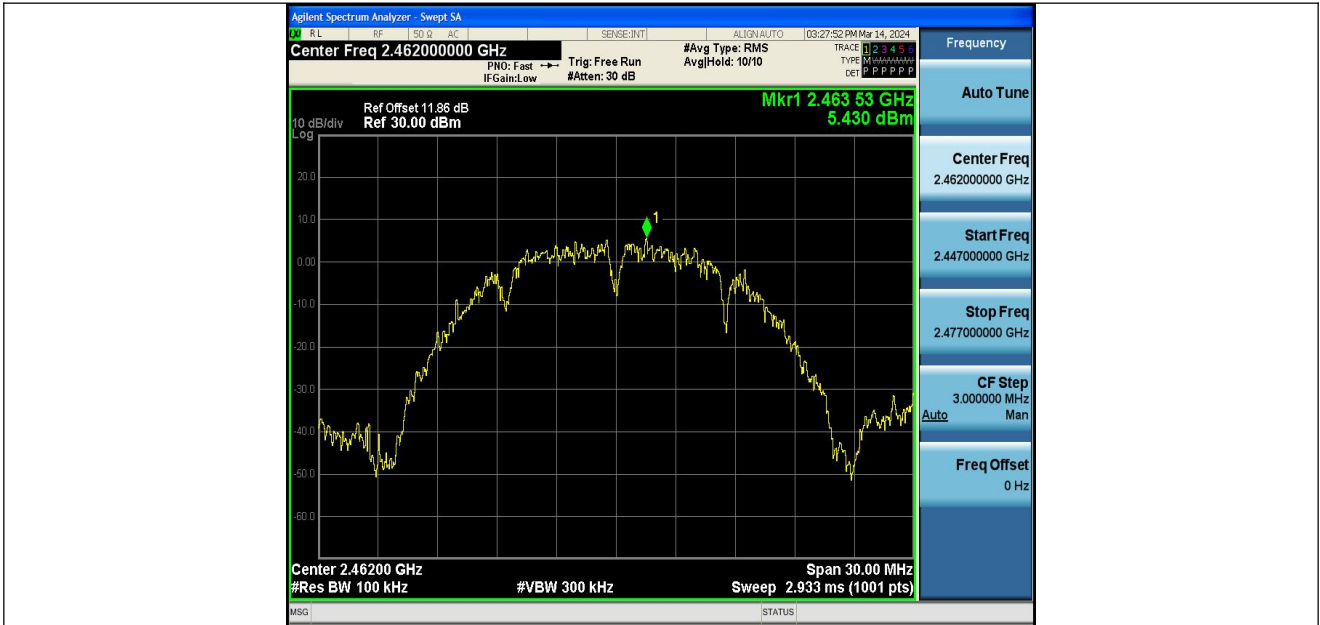 Agilent Spectrum Analyzer - Swept SA
LXI RL RF 50 Ω AC SENSE:INT ALIGNAUTO 03:27:52 PM Mar 14, 2024
Center Freq 2.462000000 GHz
PNO: Fast
IFGain:Low
Trig: Free Run
#Atten: 30 dB
#Avg Type: RMS
Avg|Hold: 10/10
TRACE 1 2 3 4 5 6
TYPE M
DET P P P P P P
Mkr1 2.463 53 GHz
5.430 dBm
Ref Offset 11.86 dB
10 dB/div Ref 30.00 dBm
Log
20.0
10.0
0.00
-10.0
-20.0
-30.0
-40.0
-50.0
-60.0
1
Center 2.46200 GHz Span 30.00 MHz
#Res BW 100 kHz #VBW 300 kHz Sweep 2.933 ms (1001 pts)
MSG STATUS
Frequency
Auto Tune
Center Freq
2.462000000 GHz
Start Freq
2.447000000 GHz
Stop Freq
2.477000000 GHz
CF Step
3.000000 MHz
Auto Man
Freq Offset
0 Hz